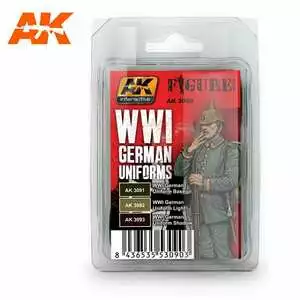 AK
AK
interactive
FIGURE
AK 3090
WWI
GERMAN
UNIFORMS
AK 3091
WWI German
Uniform Base
AK 3092
WWI German
Uniform Light
AK 3093
WWI German
Uniform Shadow
8 436535 530903